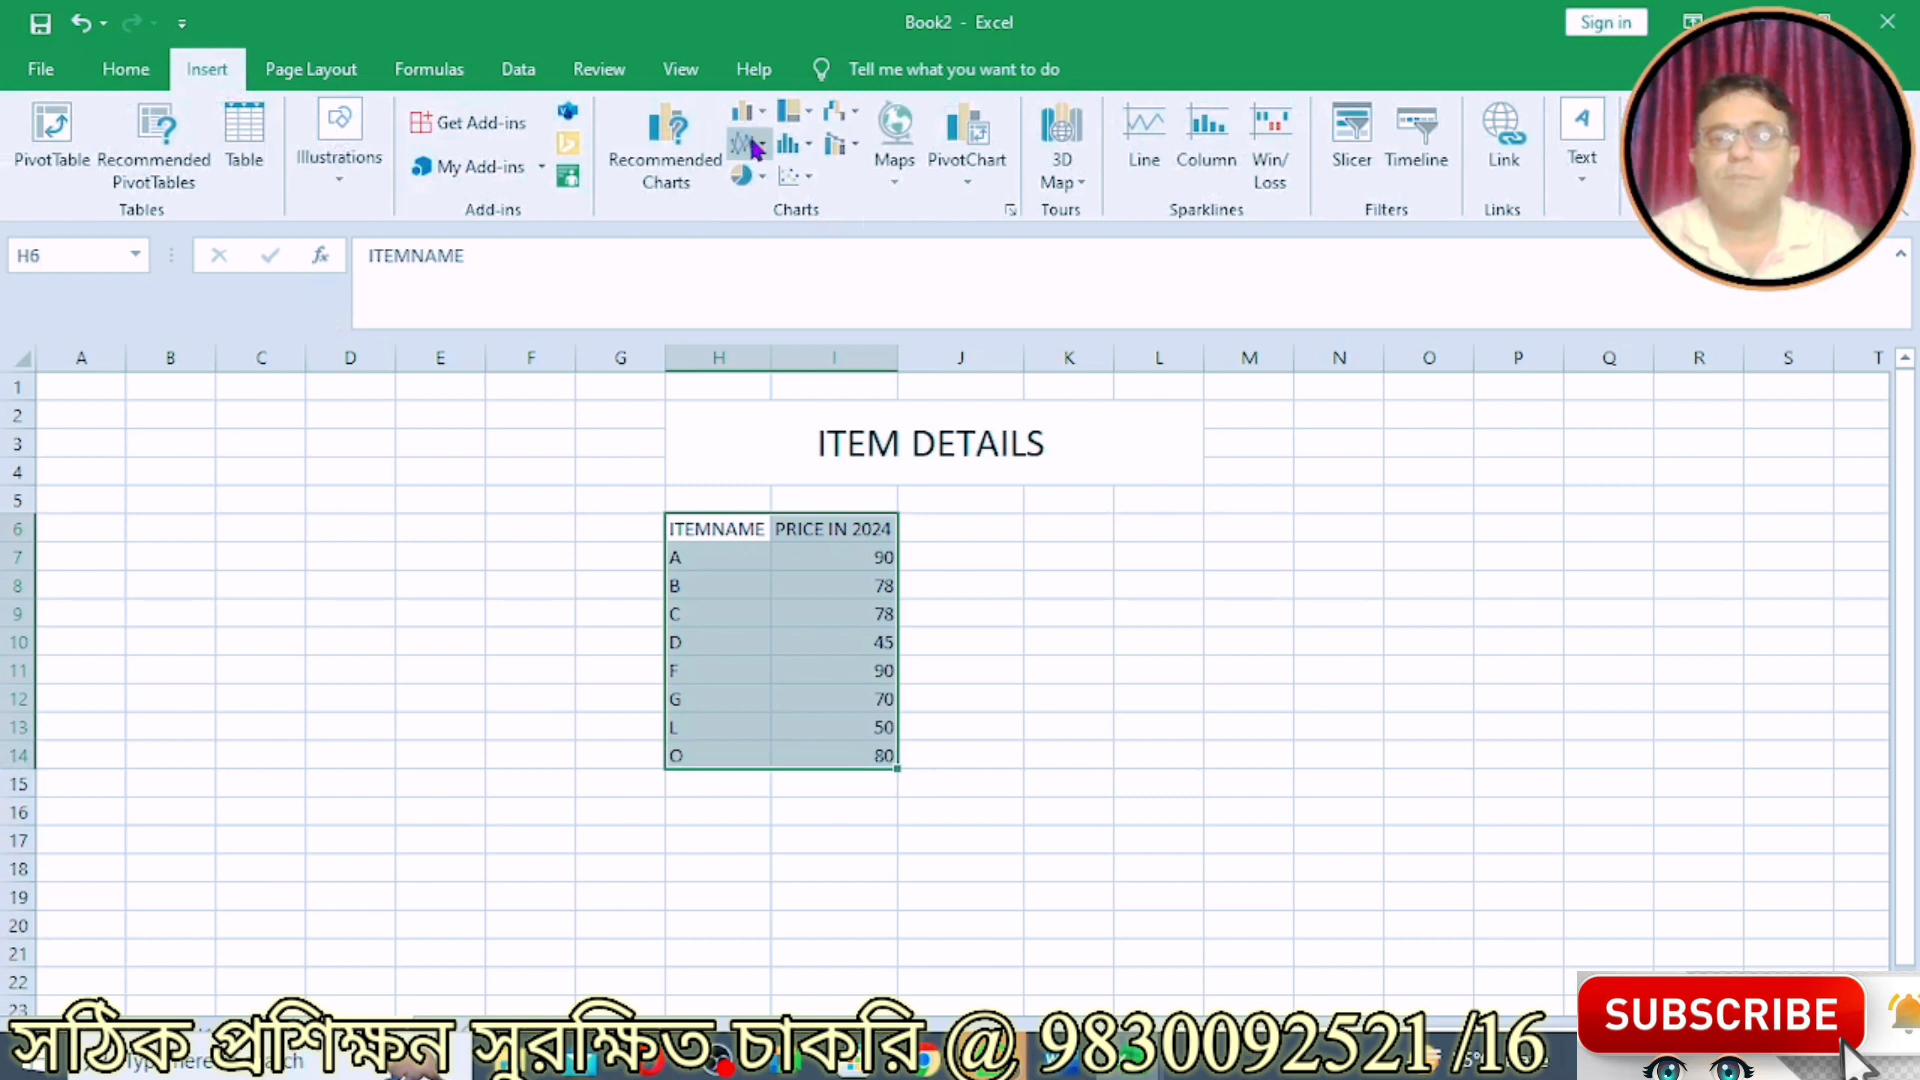 Book2 - Excel
Sign in
File Home Insert Page Layout Formulas Data Review View Help Tell me what you want to do
PivotTable
Recommended
PivotTables
Table
Tables
Illustrations
Get Add-ins
My Add-ins
Add-ins
Recommended
Charts
Maps
PivotChart
Charts
3D
Map
Tours
Line
Column
Win/
Loss
Sparklines
Slicer
Timeline
Filters
Link
Links
Text
H6
fx
ITEMNAME
A B C D E F G H I J K L M N O P Q R S T
1
2
3
ITEM DETAILS
4
5
6 ITEMNAME PRICE IN 2024
7 A 90
8 B 78
9 C 78
10 D 45
11 F 90
12 G 70
13 L 50
14 O 80
15
16
17
18
19
20
21
22
23
SUBSCRIBE
সঠিক প্রশিক্ষন সুরক্ষিত চাকরি @ 9830092521 /16